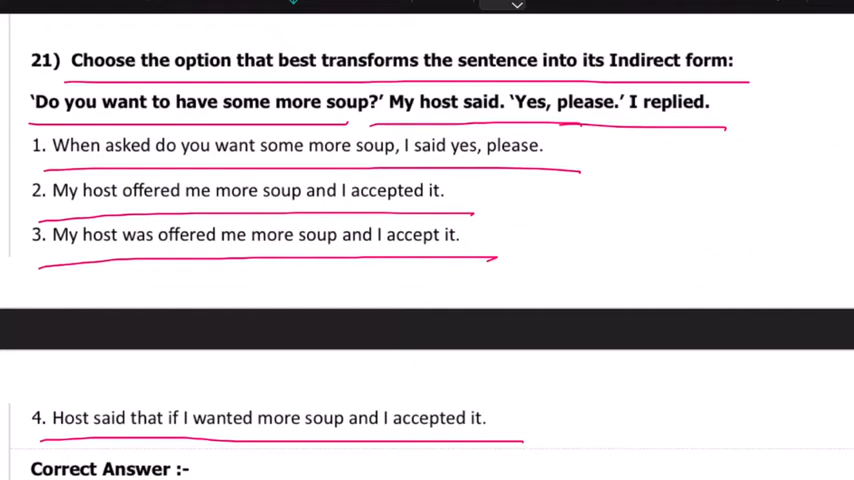 21) Choose the option that best transforms the sentence into its Indirect form:
‘Do you want to have some more soup?’ My host said. ‘Yes, please.’ I replied.
1. When asked do you want some more soup, I said yes, please.
2. My host offered me more soup and I accepted it.
3. My host was offered me more soup and I accept it.
4. Host said that if I wanted more soup and I accepted it.
Correct Answer :-